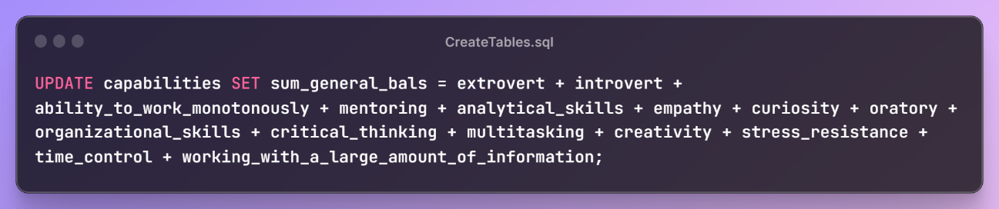 CreateTables.sql
UPDATE capabilities SET sum_general_bals = extrovert + introvert +
ability_to_work_monotonously + mentoring + analytical_skills + empathy + curiosity + oratory +
organizational_skills + critical_thinking + multitasking + creativity + stress_resistance +
time_control + working_with_a_large_amount_of_information;